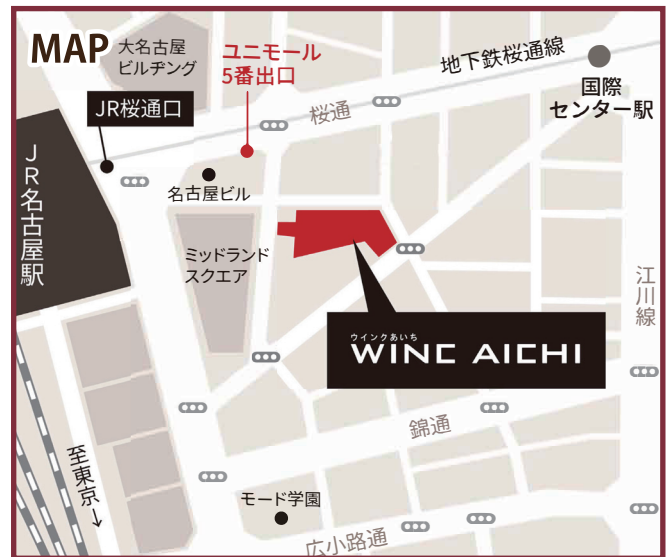 MAP
大名古屋
ビルヂング
ユニモール
5番出口
地下鉄桜通線
国際
センター駅
JR桜通口
桜通
JR名古屋駅
名古屋ビル
ミッドランド
スクエア
ウインクあいち
WINC AICHI
江川線
錦通
至東京→
モード学園
広小路通